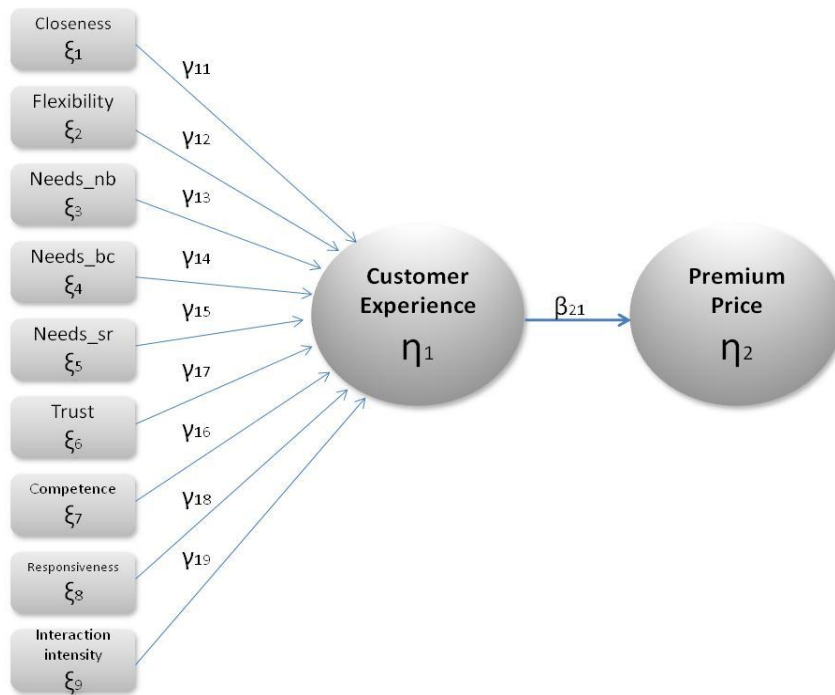 Closeness
ξ1
γ11
Flexibility
ξ2
γ12
Needs_nb
ξ3
γ13
Needs_bc
ξ4
γ14
Needs_sr
ξ5
γ15
Trust
ξ6
γ17
Competence
ξ7
γ16
Responsiveness
ξ8
γ18
Interaction
intensity
ξ9
γ19
Customer
Experience
η1
β21
Premium
Price
η2